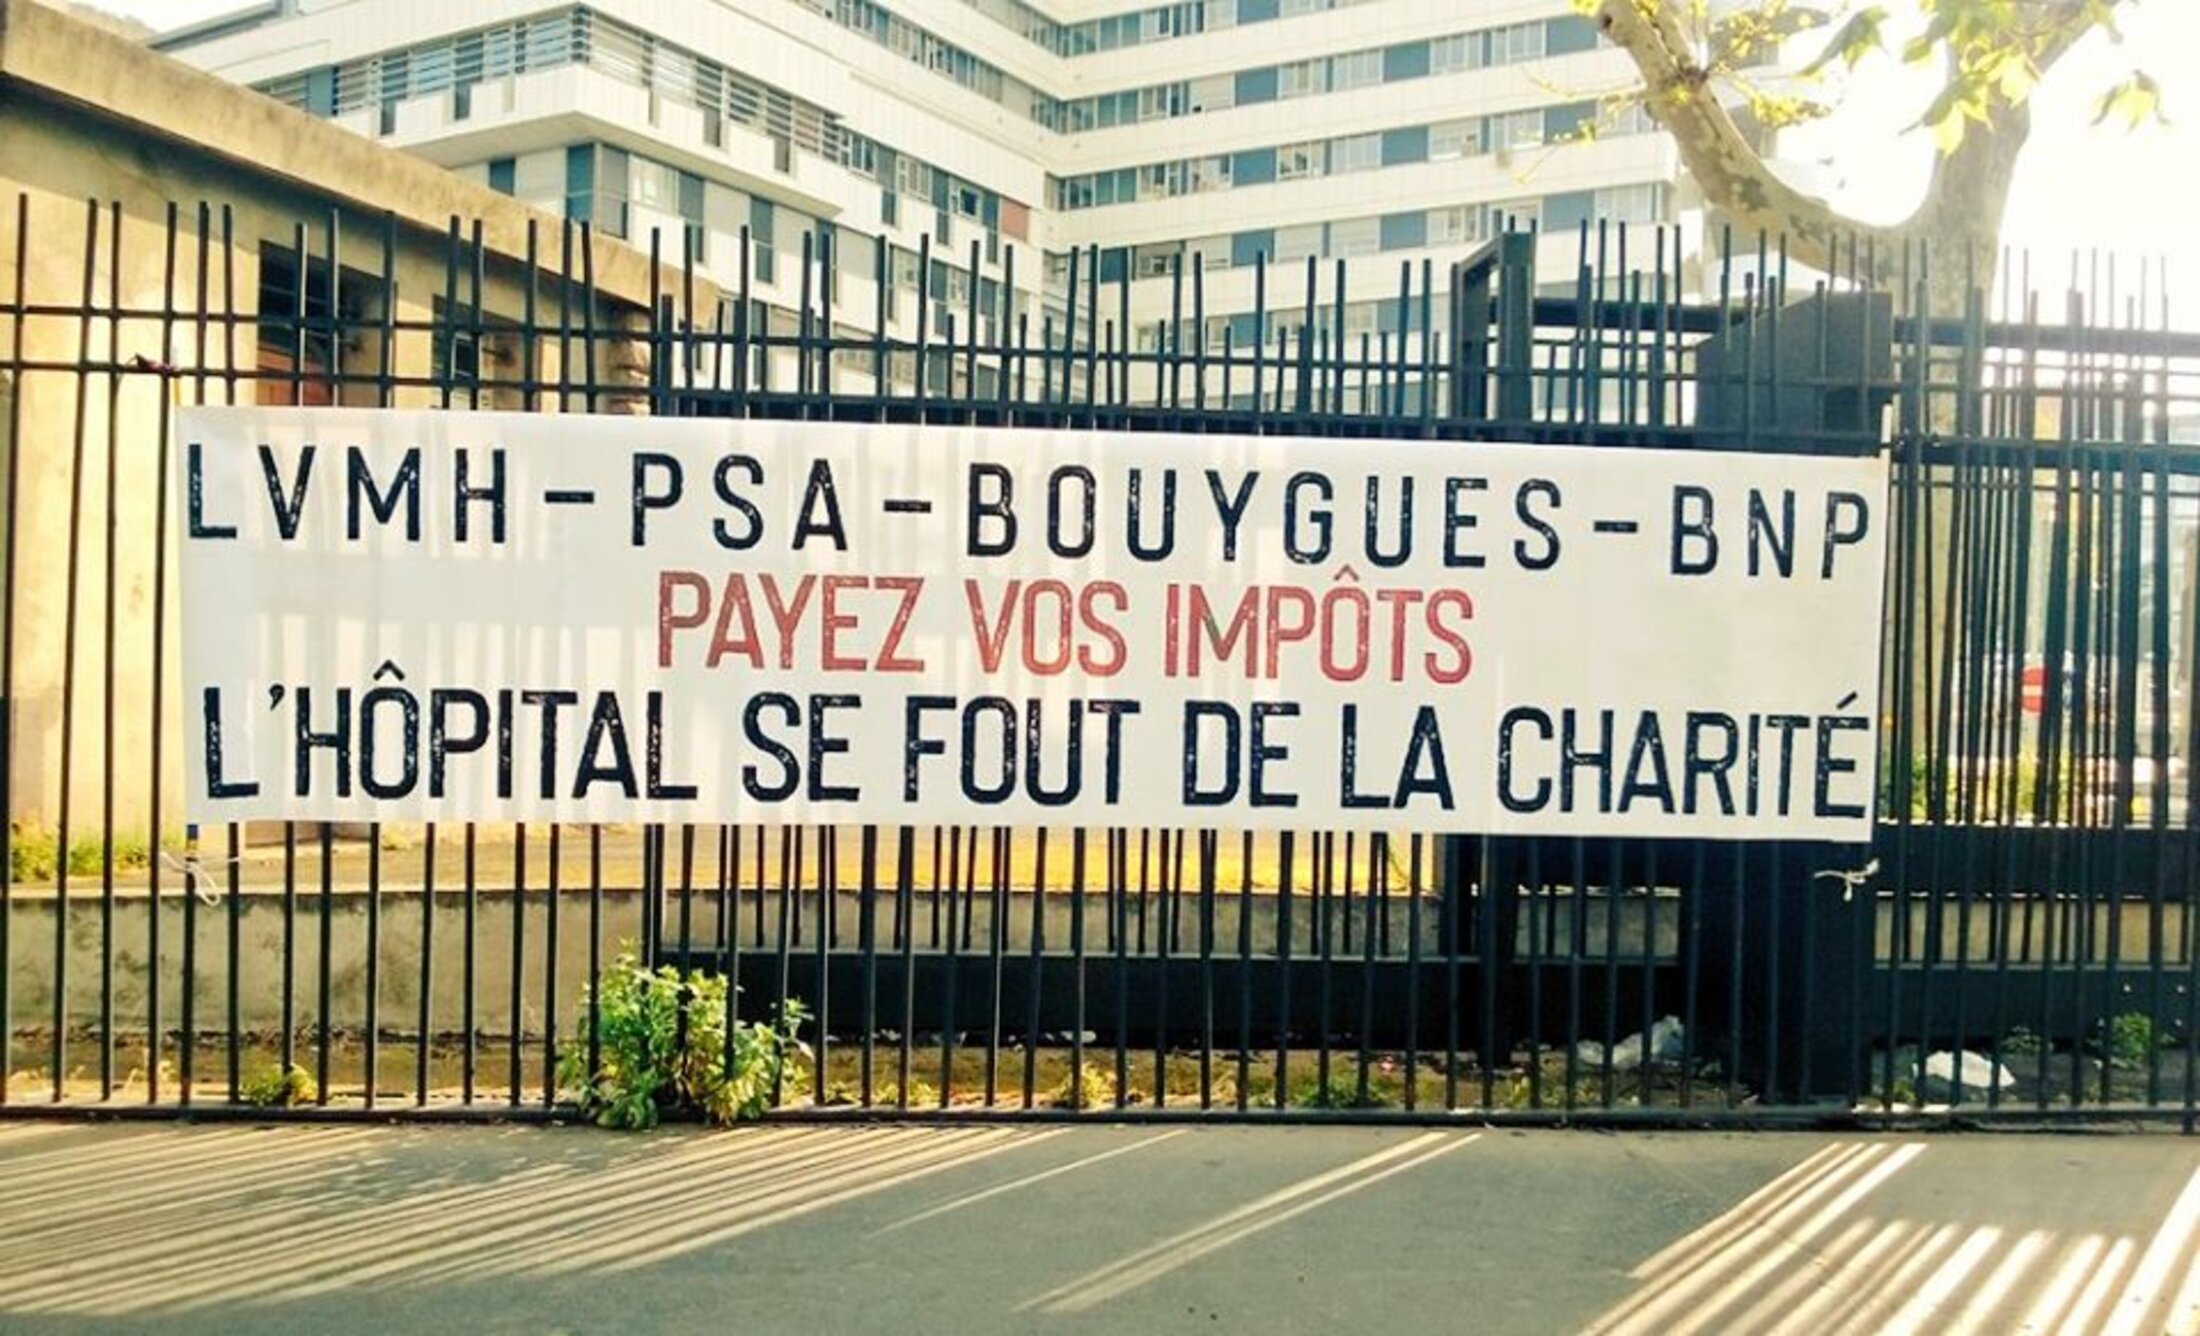 LVMH-PSA-BOUYGUES-BNP
PAYEZ VOS IMPÔTS
L'HÔPITAL SE FOUT DE LA CHARITÉ